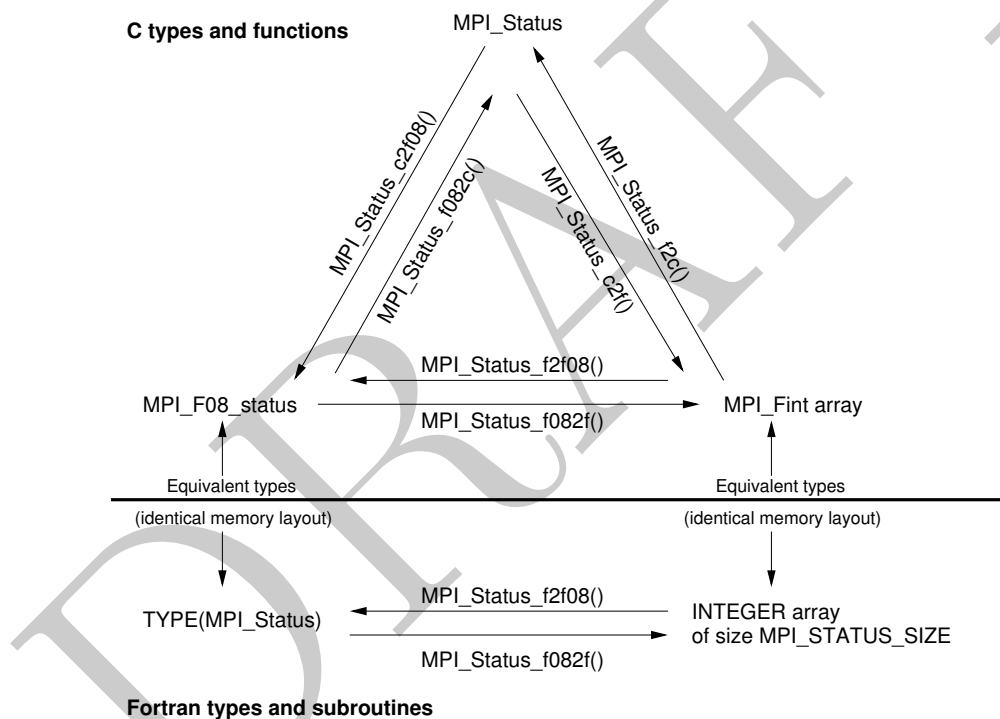 C types and functions
MPI_Status
MPI_Status_c2f08()
MPI_Status_f082c()
MPI_Status_c2f()
MPI_Status_f2c()
MPI_Status_f2f08()
MPI_F08_status
MPI_Fint array
MPI_Status_f082f()
Equivalent types
Equivalent types
(identical memory layout)
(identical memory layout)
MPI_Status_f2f08()
TYPE(MPI_Status)
INTEGER array
of size MPI_STATUS_SIZE
MPI_Status_f082f()
Fortran types and subroutines
DRAF